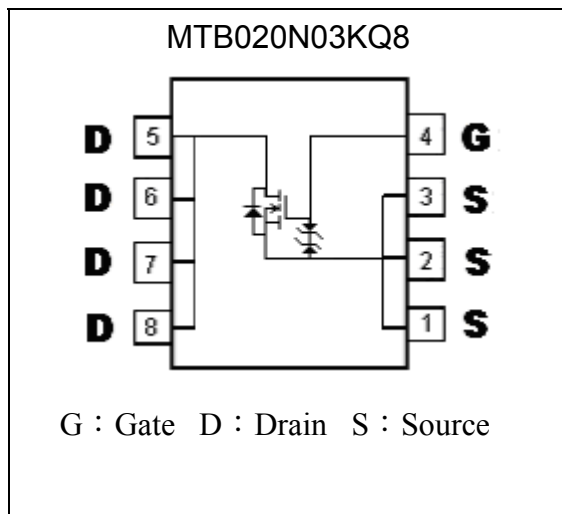 MTB020N03KQ8
D 5 4 G
D 6 3 S
D 7 2 S
D 8 1 S
G：Gate D：Drain S：Source